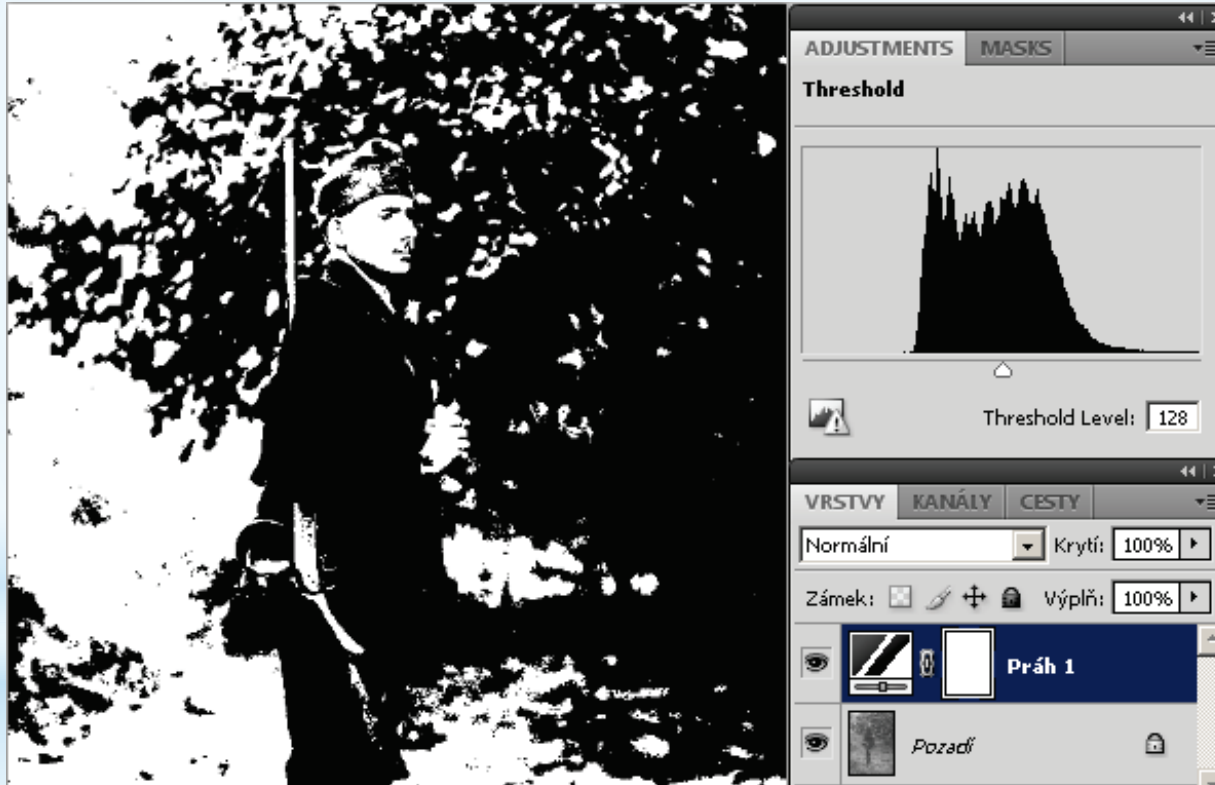 ADJUSTMENTS MASKS
Threshold
Threshold Level: 128
VRSTVY KANÁLY CESTY
Normální Krytí: 100%
Zámek: Výplň: 100%
Práh 1
Pozadí